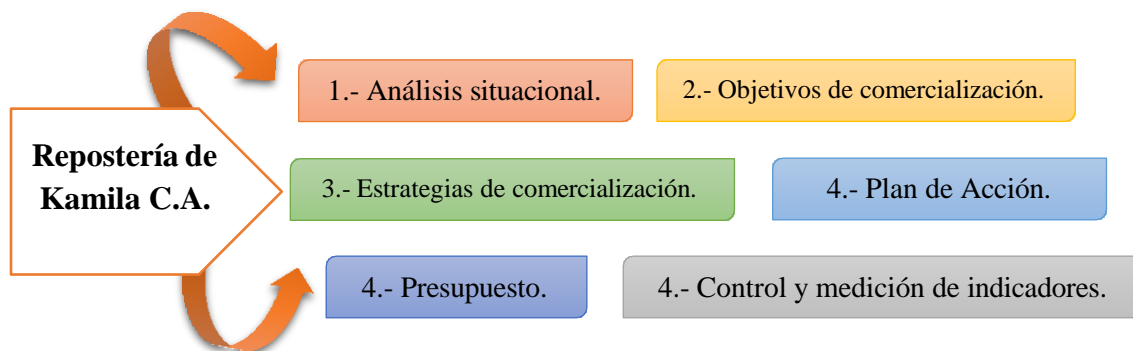 Repostería de
Kamila C.A.
1.- Análisis situacional.
2.- Objetivos de comercialización.
3.- Estrategias de comercialización.
4.- Plan de Acción.
4.- Presupuesto.
4.- Control y medición de indicadores.